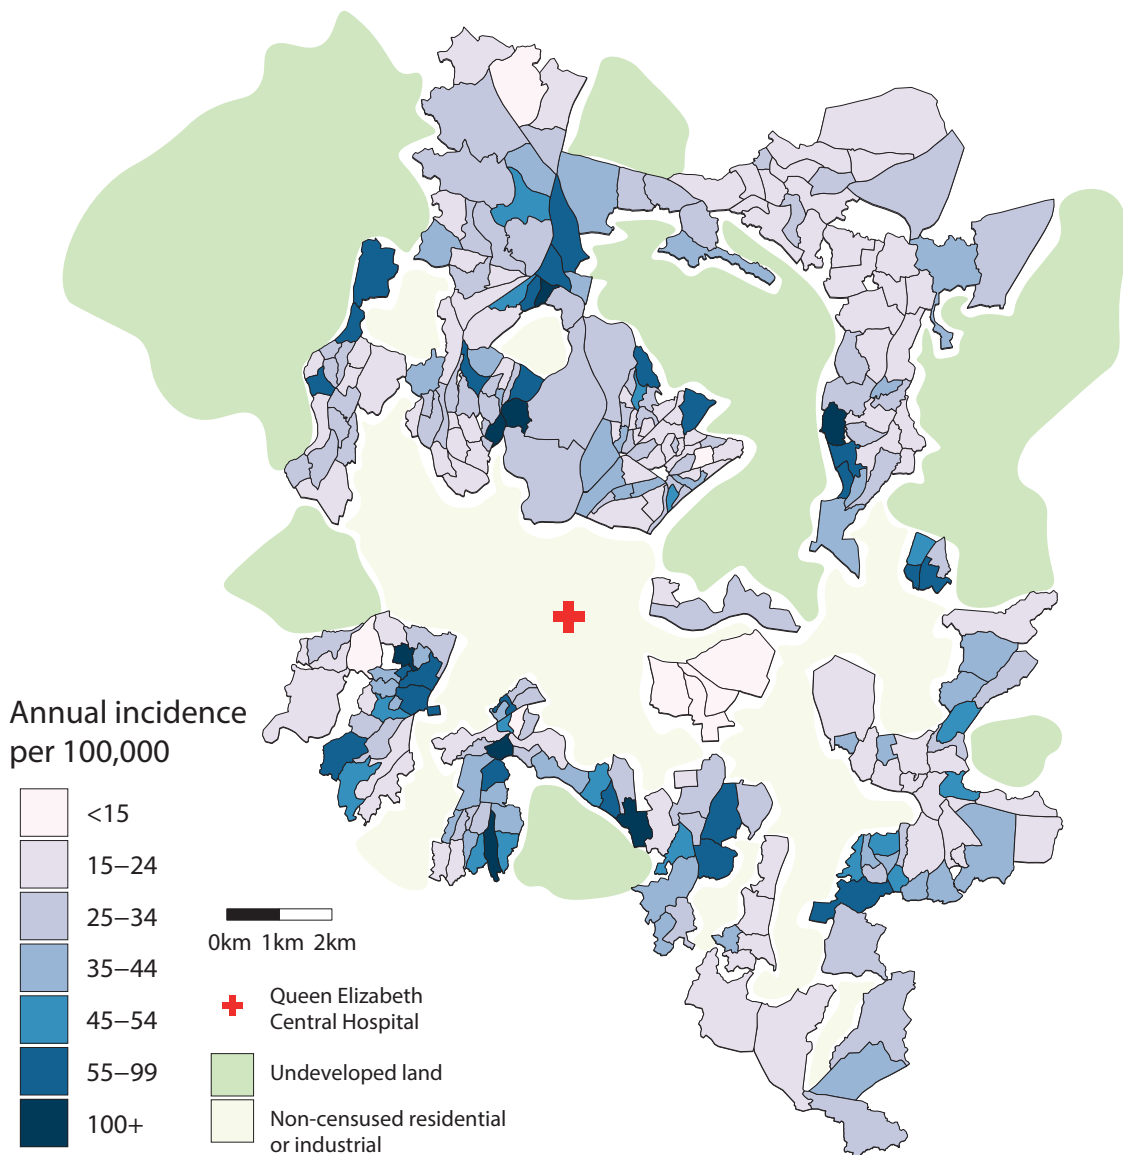 Annual incidence
per 100,000
<15
15–24
25–34
35–44
45–54
55–99
100+
0km 1km 2km
Queen Elizabeth
Central Hospital
Undeveloped land
Non-censused residential
or industrial